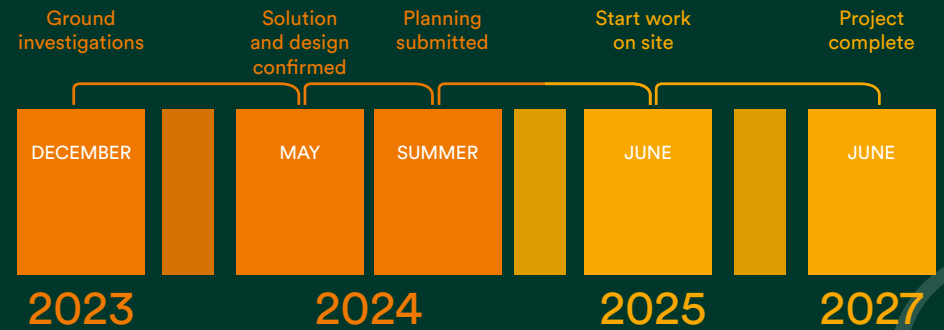 Ground
investigations
Solution
and design
confirmed
Planning
submitted
Start work
on site
Project
complete
DECEMBER
MAY
SUMMER
JUNE
JUNE
2023
2024
2025
2027